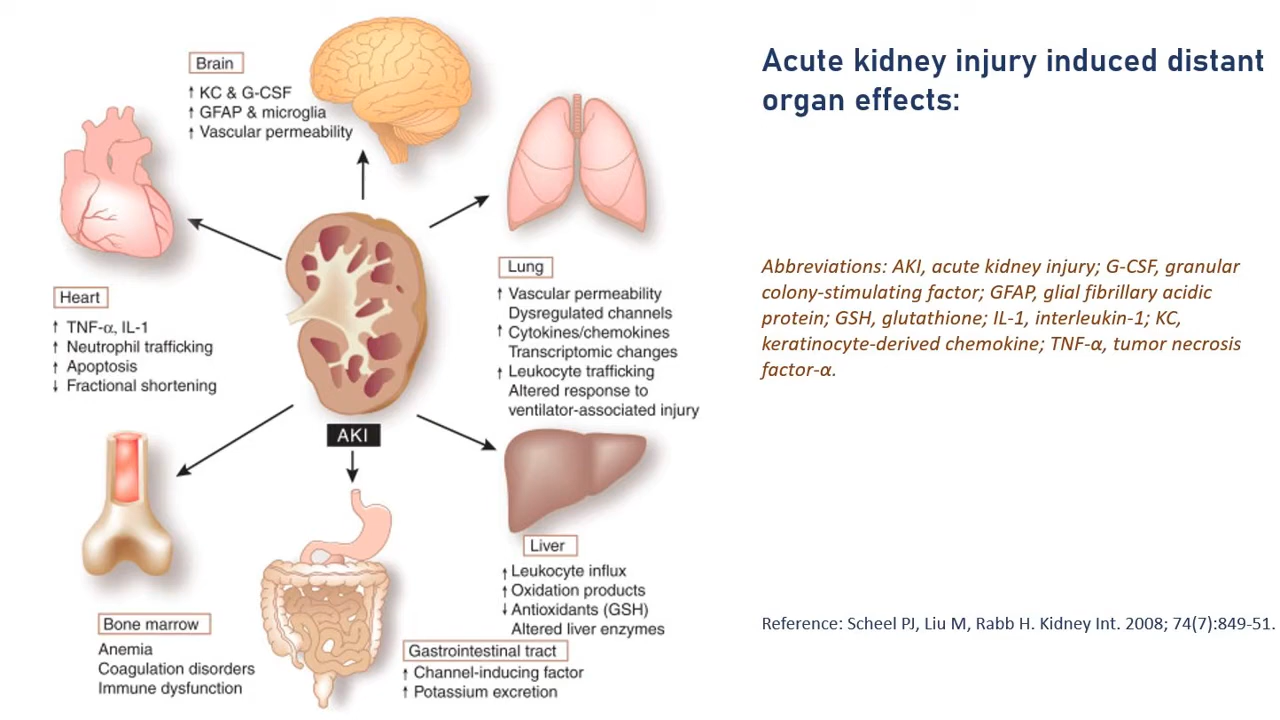 Acute kidney injury induced distant
organ effects:
Brain
↑ KC & G-CSF
↑ GFAP & microglia
↑ Vascular permeability
Heart
↑ TNF-α, IL-1
↑ Neutrophil trafficking
↑ Apoptosis
↓ Fractional shortening
Lung
↑ Vascular permeability
Dysregulated channels
↑ Cytokines/chemokines
Transcriptomic changes
↑ Leukocyte trafficking
Altered response to
ventilator-associated injury
AKI
Liver
↑ Leukocyte influx
↑ Oxidation products
↓ Antioxidants (GSH)
Altered liver enzymes
Bone marrow
Anemia
Coagulation disorders
Immune dysfunction
Gastrointestinal tract
↑ Channel-inducing factor
↑ Potassium excretion
Abbreviations: AKI, acute kidney injury; G-CSF, granular
colony-stimulating factor; GFAP, glial fibrillary acidic
protein; GSH, glutathione; IL-1, interleukin-1; KC,
keratinocyte-derived chemokine; TNF-α, tumor necrosis
factor-α.
Reference: Scheel PJ, Liu M, Rabb H. Kidney Int. 2008; 74(7):849-51.